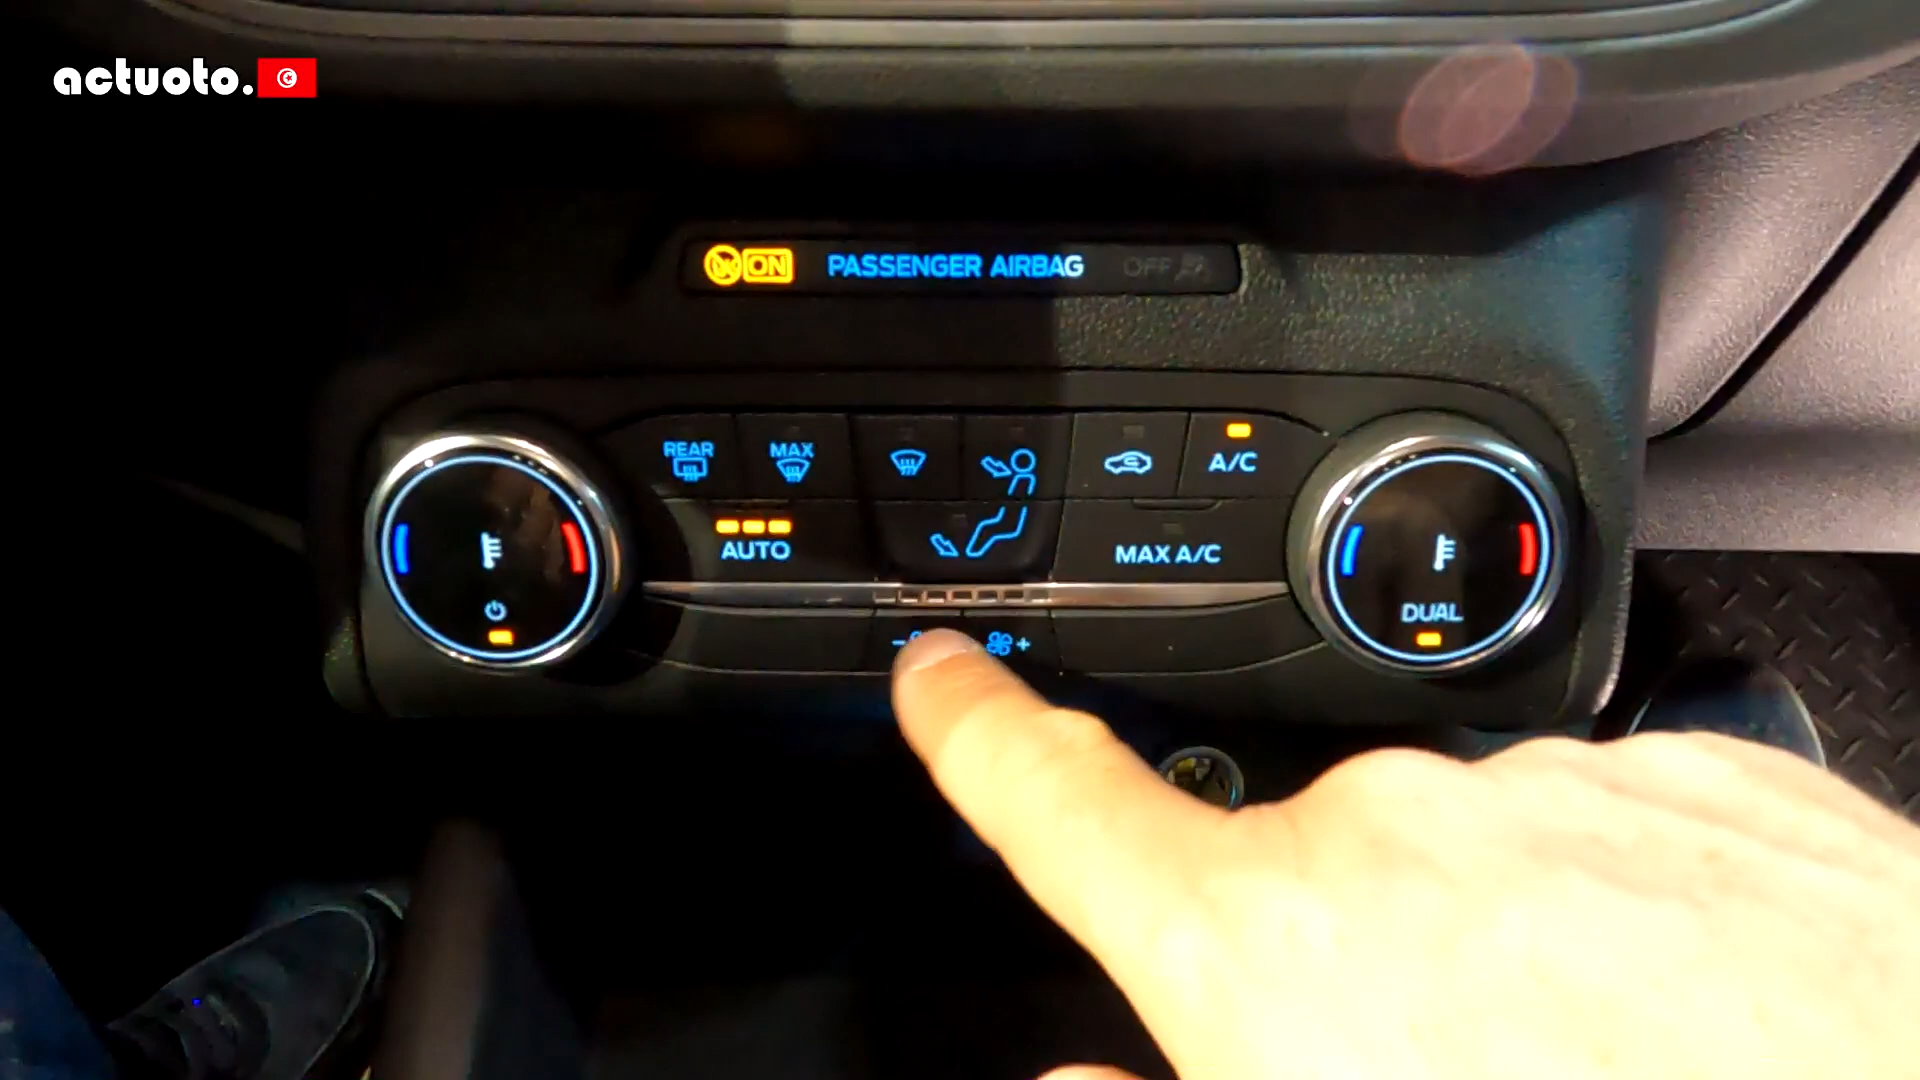 actuoto.
ON PASSENGER AIRBAG OFF
REAR MAX
A/C
AUTO
MAX A/C
DUAL